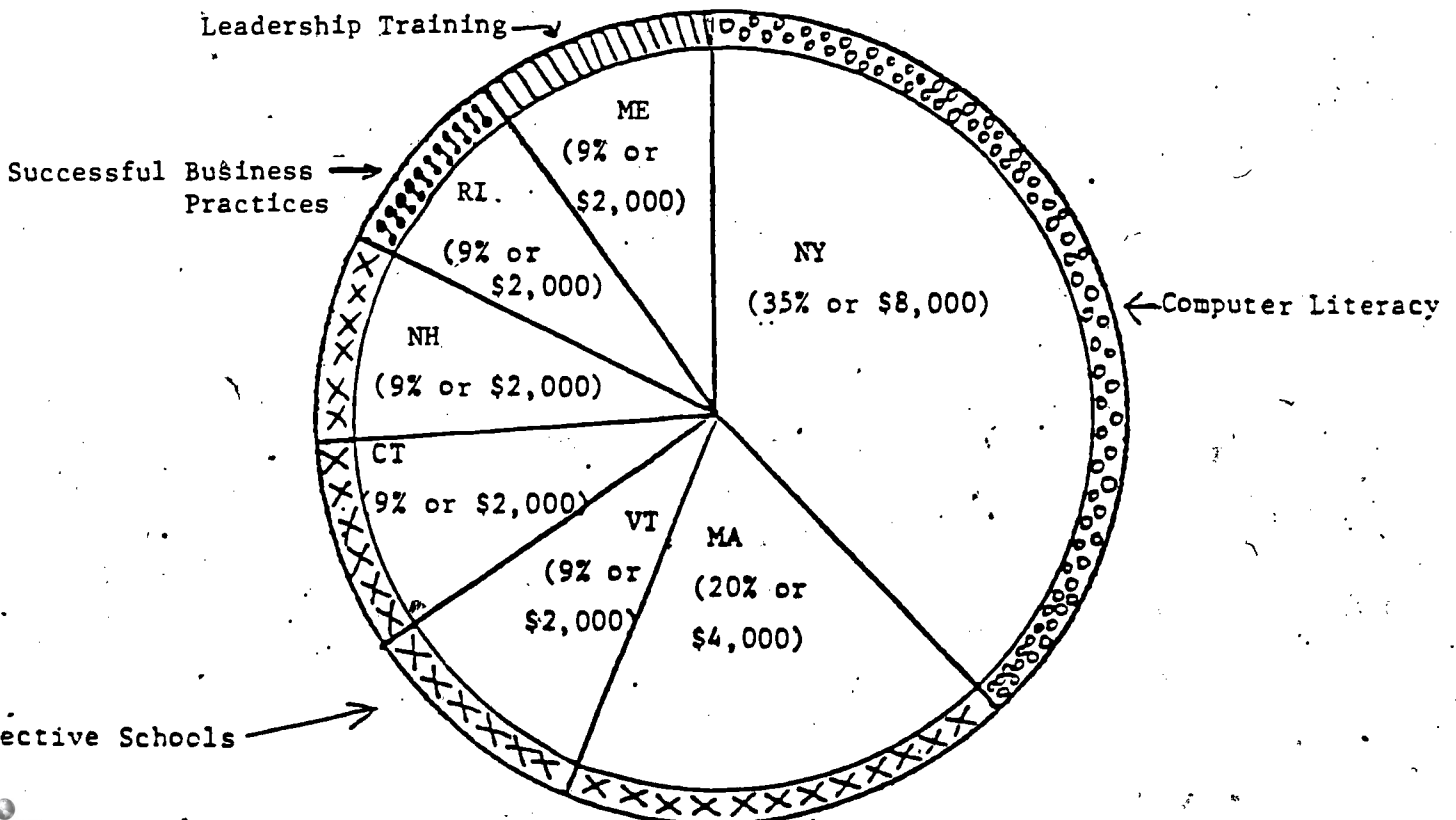 Leadership Training
ME
(9% or
$2,000)
Successful Business
Practices
RI.
(9% or
$2,000)
NY
(35% or $8,000)
Computer Literacy
NH
(9% or $2,000)
CT
(9% or $2,000)
VT
(9% or
$2,000)
MA
(20% or
$4,000)
ective Schools